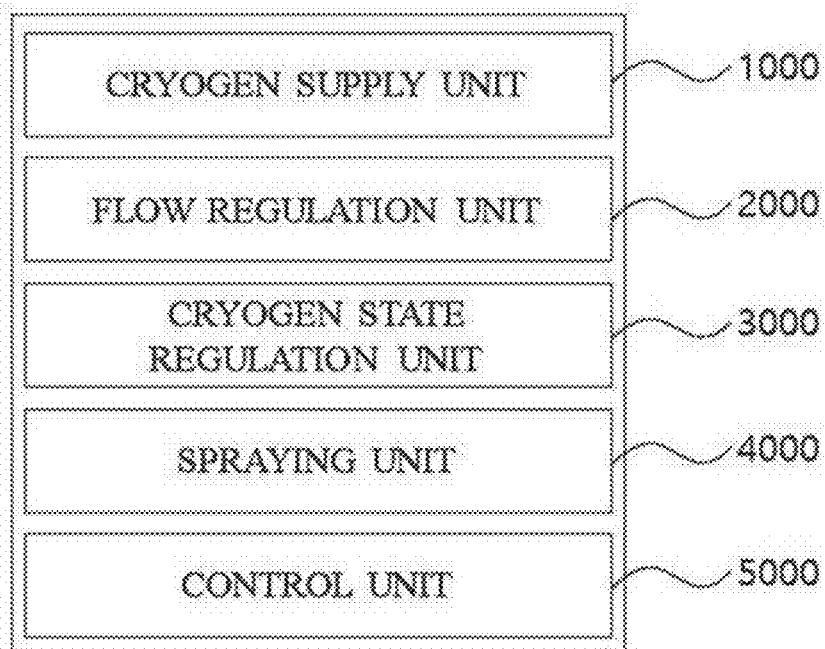 CRYOGEN SUPPLY UNIT
1000
FLOW REGULATION UNIT
2000
CRYOGEN STATE
REGULATION UNIT
3000
SPRAYING UNIT
4000
CONTROL UNIT
5000